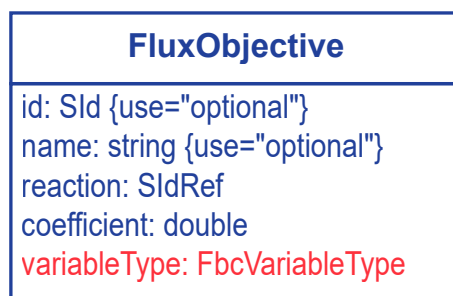 FluxObjective
id: SId {use="optional"}
name: string {use="optional"}
reaction: SIdRef
coefficient: double
variableType: FbcVariableType